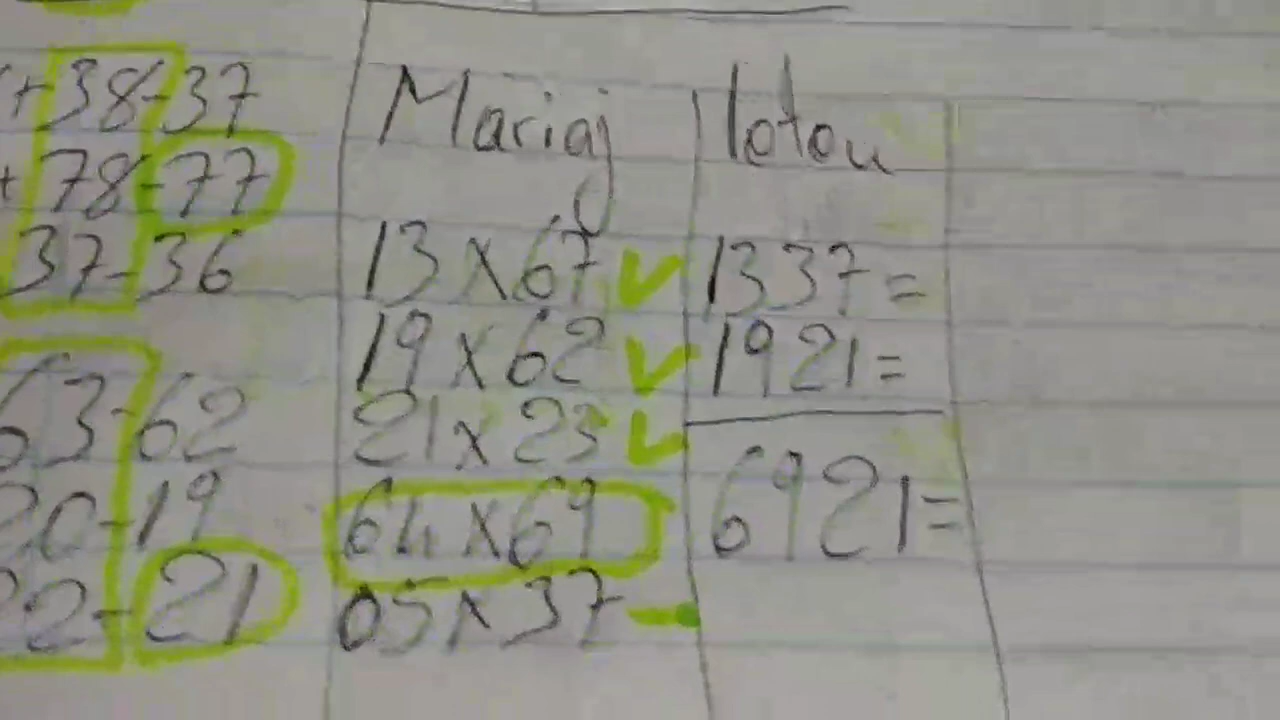 +38-37
+78-77
37-36
63-62
20-19
22-21
Mariaj
13x67
19x62
21x23
64x69
05x37
lotou
1337=
1921=
6921=